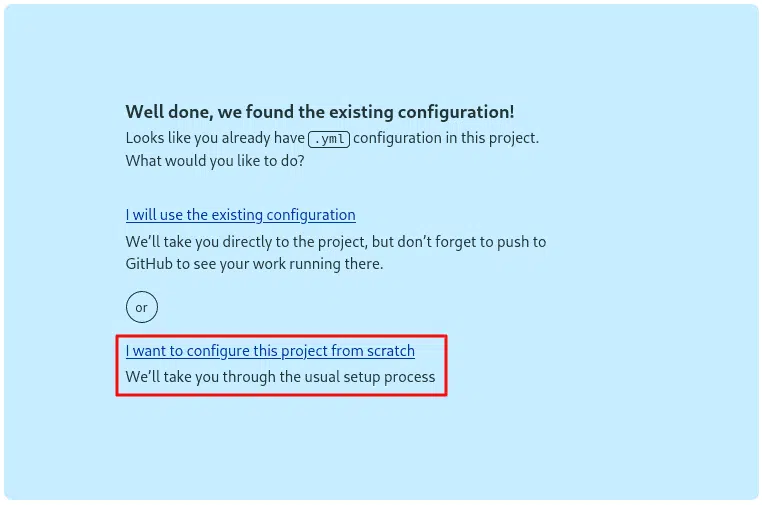 Well done, we found the existing configuration!
Looks like you already have .yml configuration in this project.
What would you like to do?
I will use the existing configuration
We’ll take you directly to the project, but don’t forget to push to
GitHub to see your work running there.
or
I want to configure this project from scratch
We’ll take you through the usual setup process